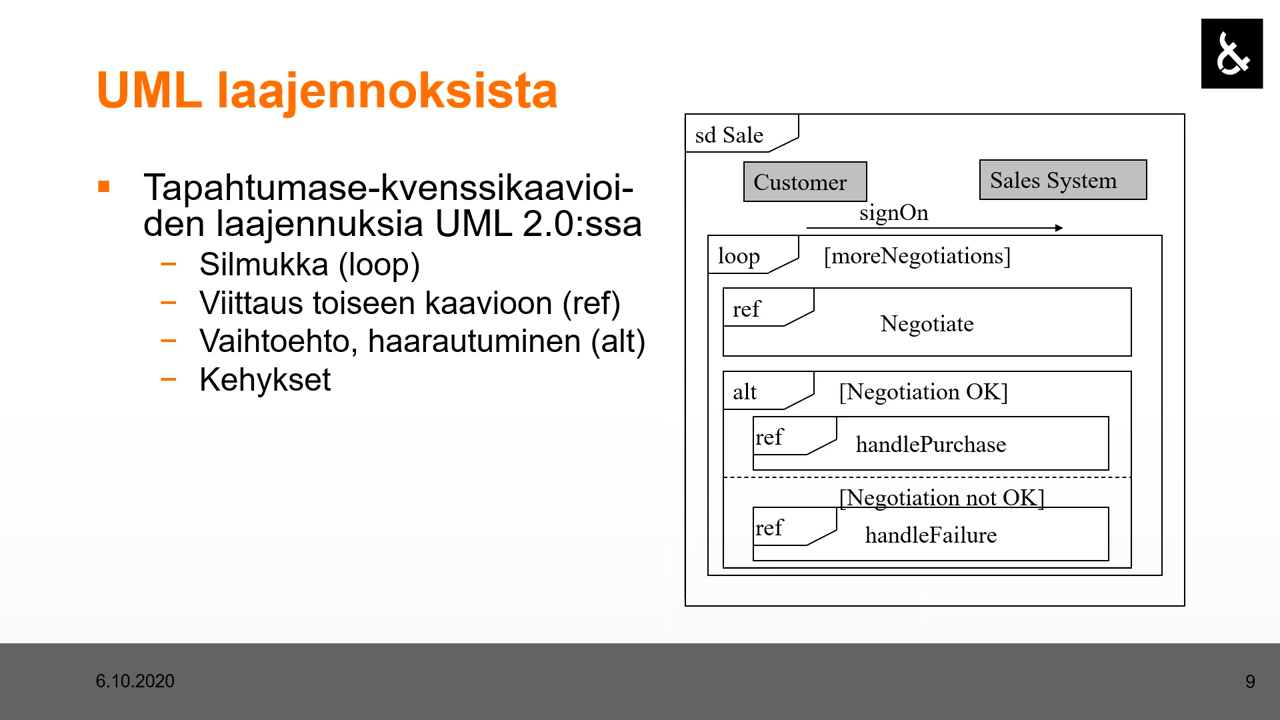 UML laajennoksista
Tapahtumase-kvenssikaavioi-
den laajennuksia UML 2.0:ssa
− Silmukka (loop)
− Viittaus toiseen kaavioon (ref)
− Vaihtoehto, haarautuminen (alt)
− Kehykset
&
sd Sale
Customer
Sales System
signOn
loop
[moreNegotiations]
ref
Negotiate
alt
[Negotiation OK]
ref
handlePurchase
[Negotiation not OK]
ref
handleFailure
6.10.2020
9